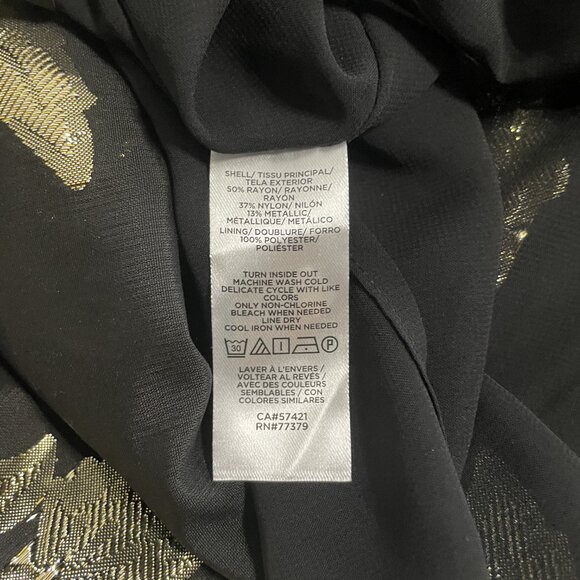 SHELL/ TISSU PRINCIPAL/
TELA EXTERIOR
50% RAYON/ RAYONNE/
RAYÓN
37% NYLON/ NILÓN
13% METALLIC/
MÉTALLIQUE/ METÁLICO
LINING/ DOUBLURE/ FORRO
100% POLYESTER/
POLIÉSTER
TURN INSIDE OUT
MACHINE WASH COLD
DELICATE CYCLE WITH LIKE
COLORS
ONLY NON-CHLORINE
BLEACH WHEN NEEDED
LINE DRY
COOL IRON WHEN NEEDED
30 P
LAVER À L'ENVERS /
VOLTEAR AL REVÉS /
AVEC DES COULEURS
SEMBLABLES / CON
COLORES SIMILARES
CA#57421
RN#77379